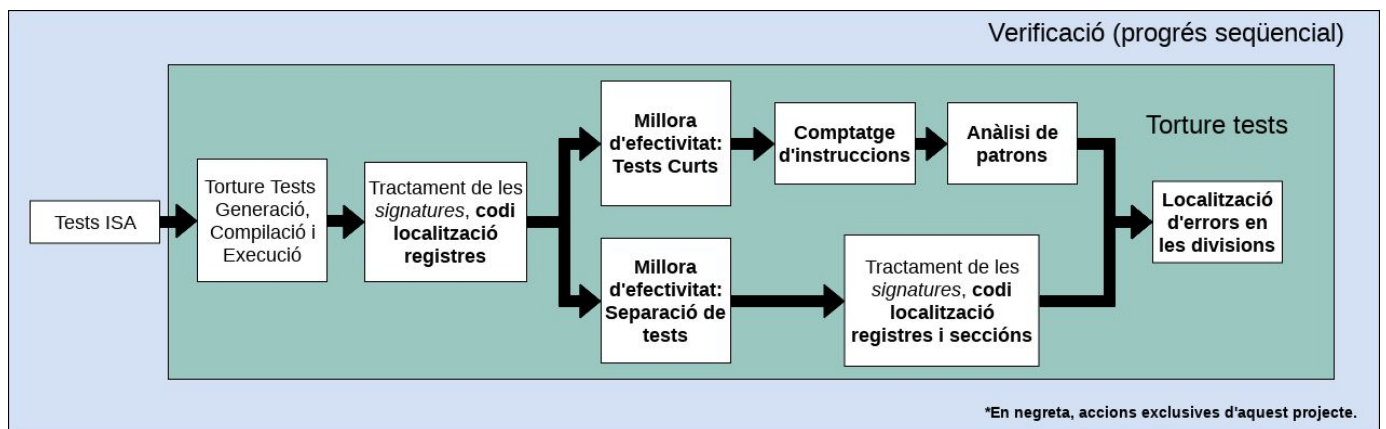 Verificació (progrés seqüencial)
Torture tests
Tests ISA
Torture Tests
Generació,
Compilació i
Execució
Tractament de les
signatures, codi
localització
registres
Millora
d'efectivitat:
Tests Curts
Comptatge
d'instruccions
Anàlisi de
patrons
Millora
d'efectivitat:
Separació de
tests
Tractament de les
signatures, codi
localització
registres i seccións
Localització
d'errors en
les divisions
*En negreta, accions exclusives d'aquest projecte.